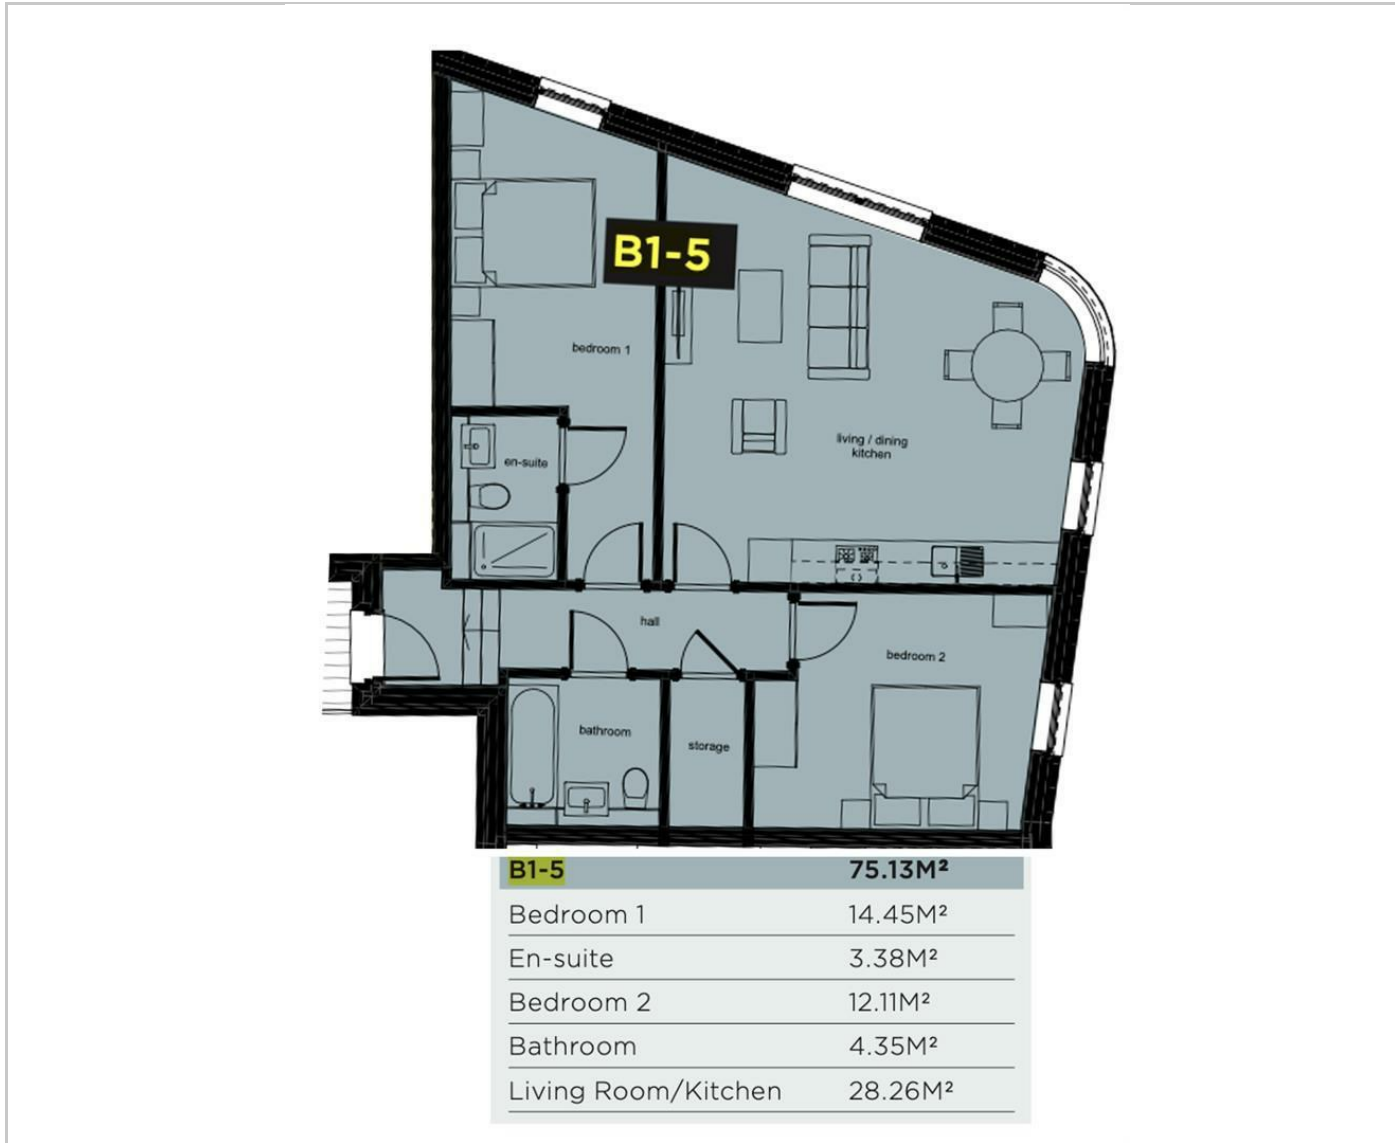 B1-5
bedroom 1
living / dining
kitchen
en-suite
hall
bedroom 2
bathroom
storage
B1-5 75.13M²
Bedroom 1 14.45M²
En-suite 3.38M²
Bedroom 2 12.11M²
Bathroom 4.35M²
Living Room/Kitchen 28.26M²